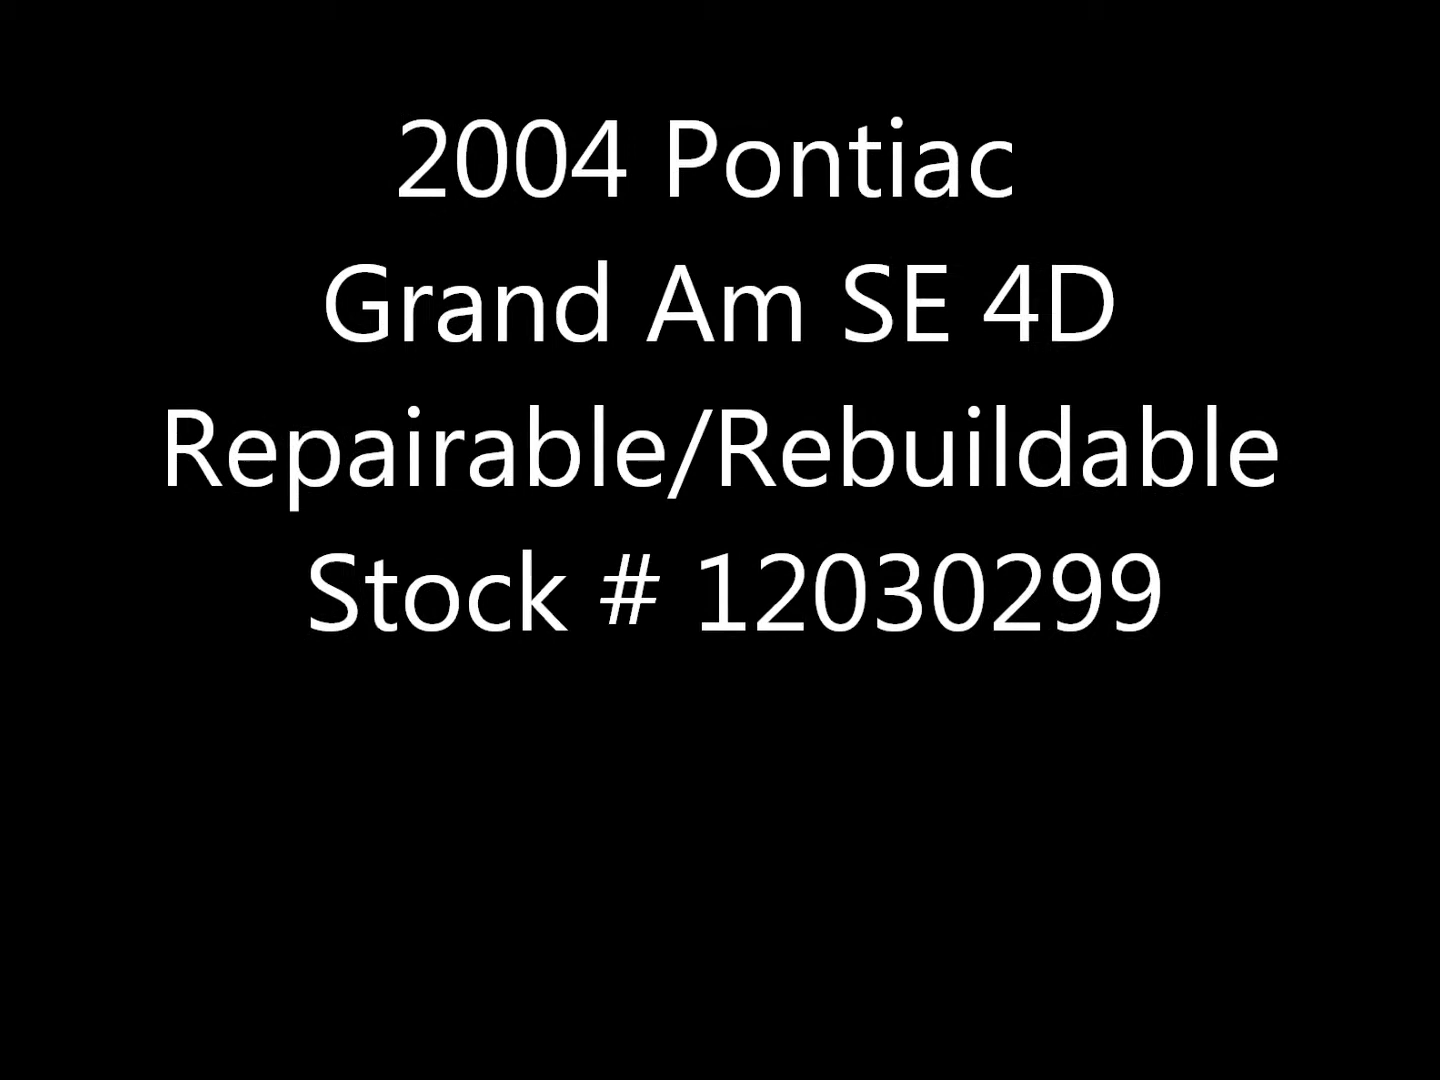 2004 Pontiac
Grand Am SE 4D
Repairable/Rebuildable
Stock # 12030299